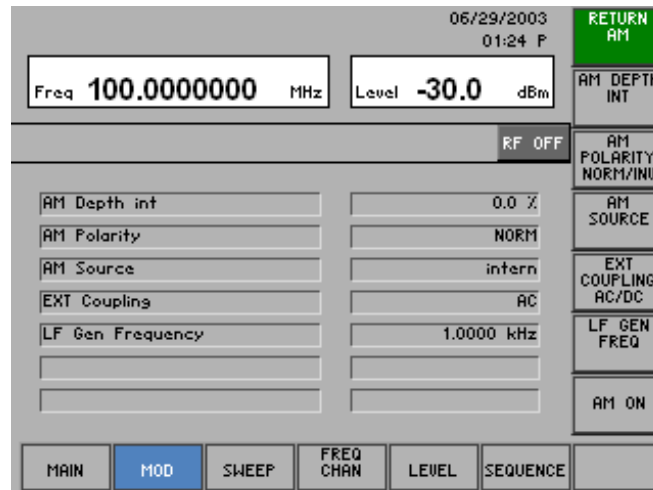 06/29/2003
01:24 P
Freq 100.0000000 MHz
Level -30.0 dBm
RF OFF
AM Depth int 0.0 %
AM Polarity NORM
AM Source intern
EXT Coupling AC
LF Gen Frequency 1.0000 kHz
RETURN
AM
AM DEPTH
INT
AM
POLARITY
NORM/INV
AM
SOURCE
EXT
COUPLING
AC/DC
LF GEN
FREQ
AM ON
MAIN
MOD
SWEEP
FREQ
CHAN
LEVEL
SEQUENCE